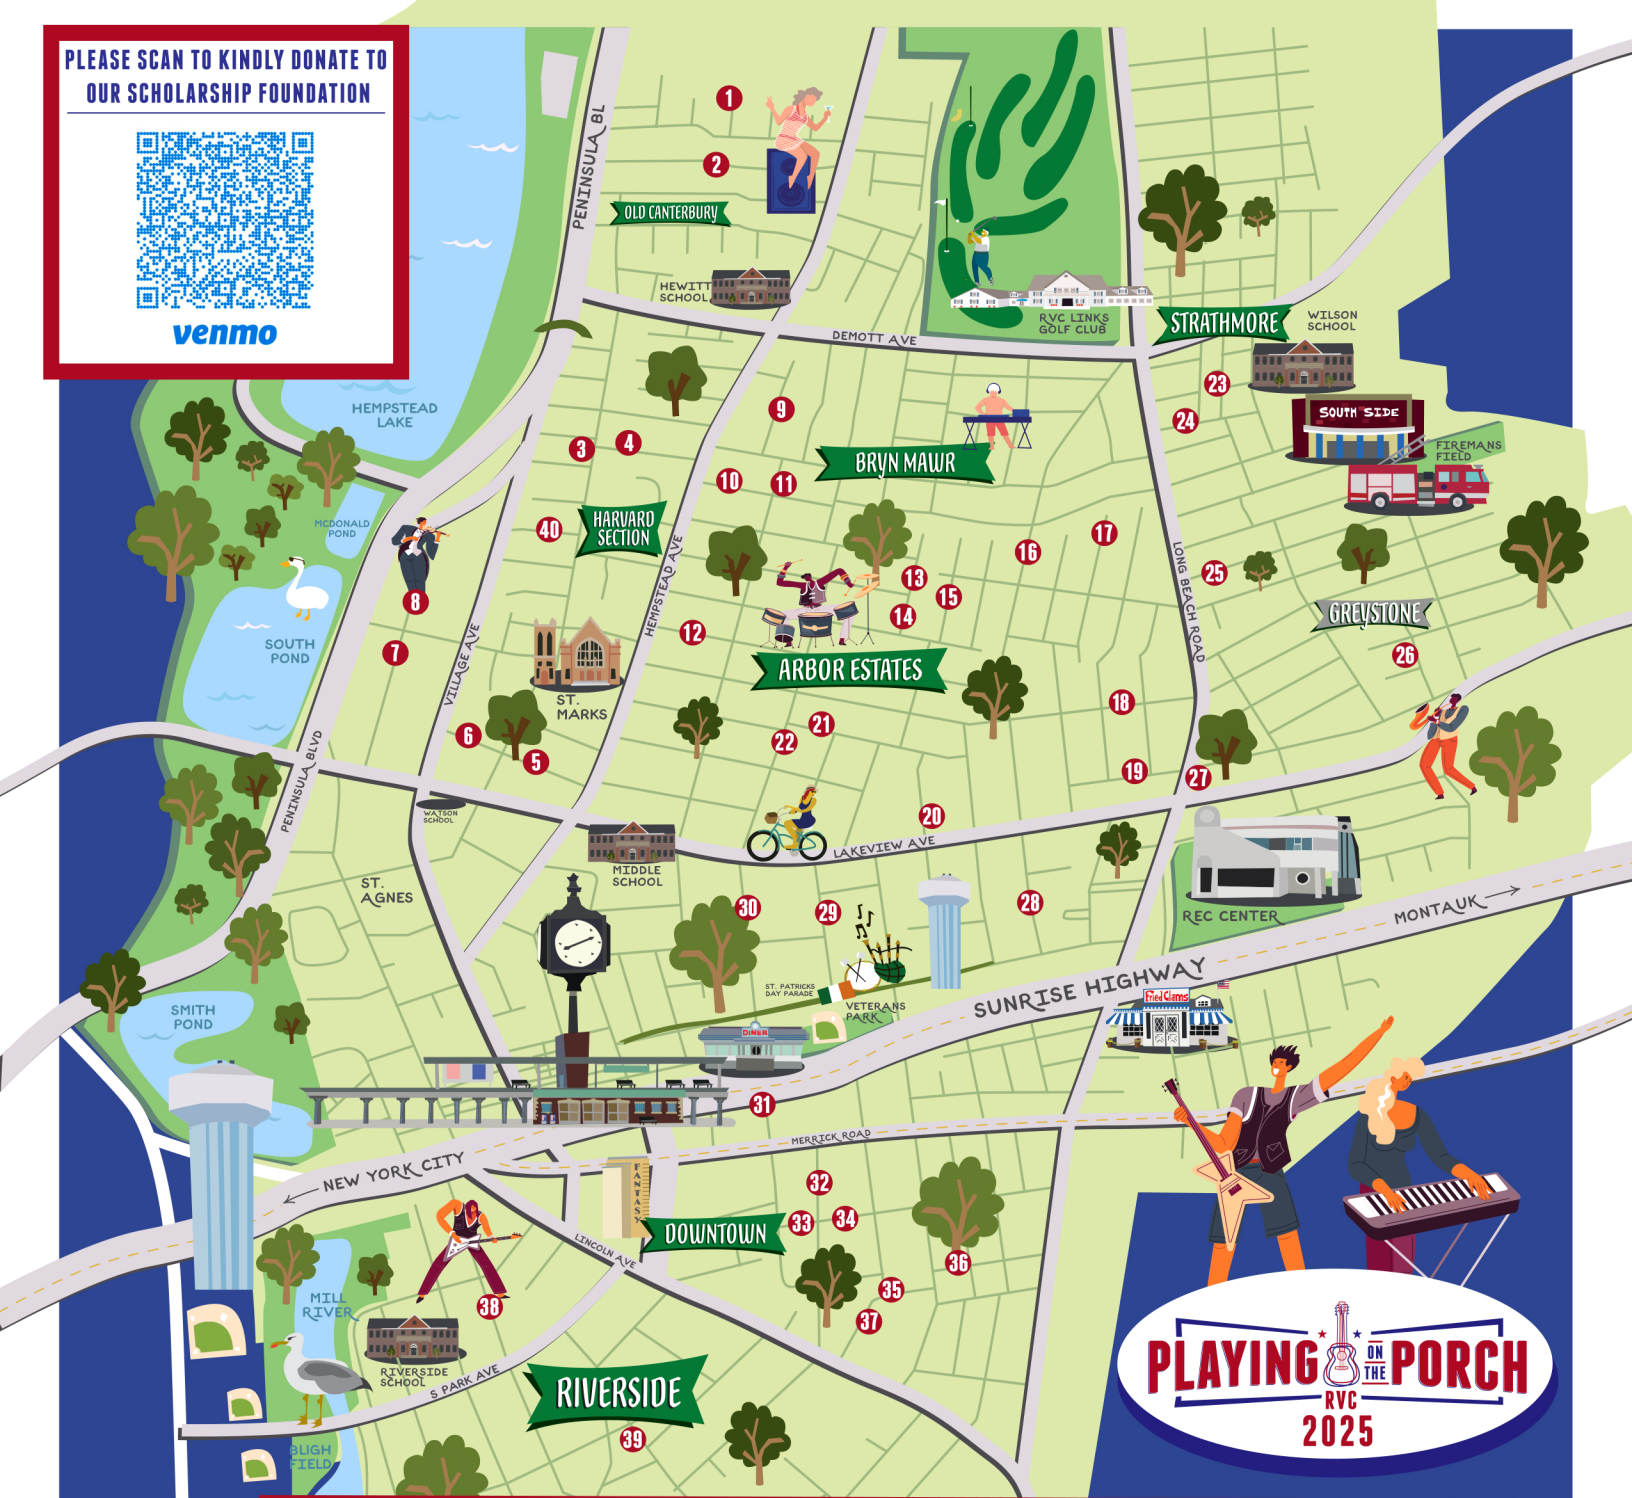 PLEASE SCAN TO KINDLY DONATE TO
OUR SCHOLARSHIP FOUNDATION
venmo
PENINSULA BL
1
2
OLD CANTERBURY
HEWITT
SCHOOL
RVC LINKS
GOLF CLUB
DEMOTT AVE
STRATHMORE
WILSON
SCHOOL
HEMPSTEAD
LAKE
23
9
SOUTH SIDE
24
3
4
FIREMANS
FIELD
BRYN MAWR
10
11
MCDONALD
POND
40
HARVARD
SECTION
17
16
HEMPSTEAD AVE
LONG BEACH ROAD
25
13
15
8
14
GREYSTONE
12
SOUTH
POND
7
26
VILLAGE AVE
ARBOR ESTATES
ST.
MARKS
18
21
6
22
5
PENINSULA BLVD
19
27
WATSON
SCHOOL
20
LAKEVIEW AVE
MIDDLE
SCHOOL
ST.
AGNES
30
29
28
REC CENTER
MONTAUK
SUNRISE HIGHWAY
ST. PATRICKS
DAY PARADE
VETERANS
PARK
Fried Clams
SMITH
POND
DINER
31
MERRICK ROAD
NEW YORK CITY
FANTASY
32
33
34
DOWNTOWN
LINCOLN AVE
36
35
37
MILL
RIVER
38
RIVERSIDE
SCHOOL
S PARK AVE
RIVERSIDE
39
BLIGH
FIELD
PLAYING
ON
THE
PORCH
RVC
2025